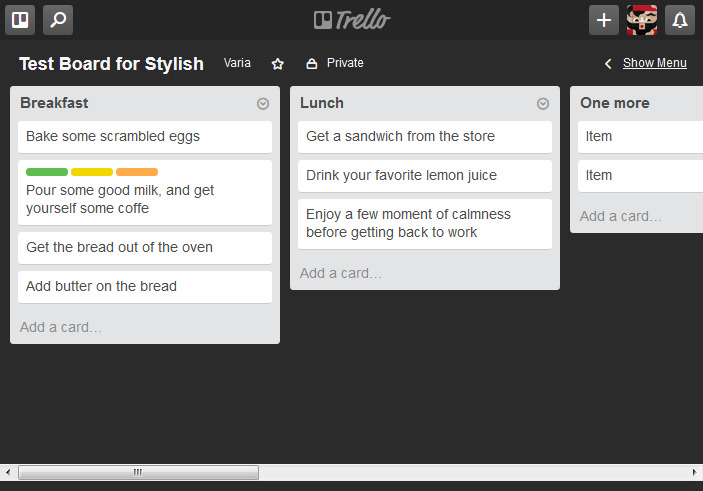 Trello
Test Board for Stylish
Varia
Private
Show Menu
Breakfast
Bake some scrambled eggs
Pour some good milk, and get
yourself some coffe
Get the bread out of the oven
Add butter on the bread
Add a card…
Lunch
Get a sandwich from the store
Drink your favorite lemon juice
Enjoy a few moment of calmness
before getting back to work
Add a card…
One more
Item
Item
Add a card…